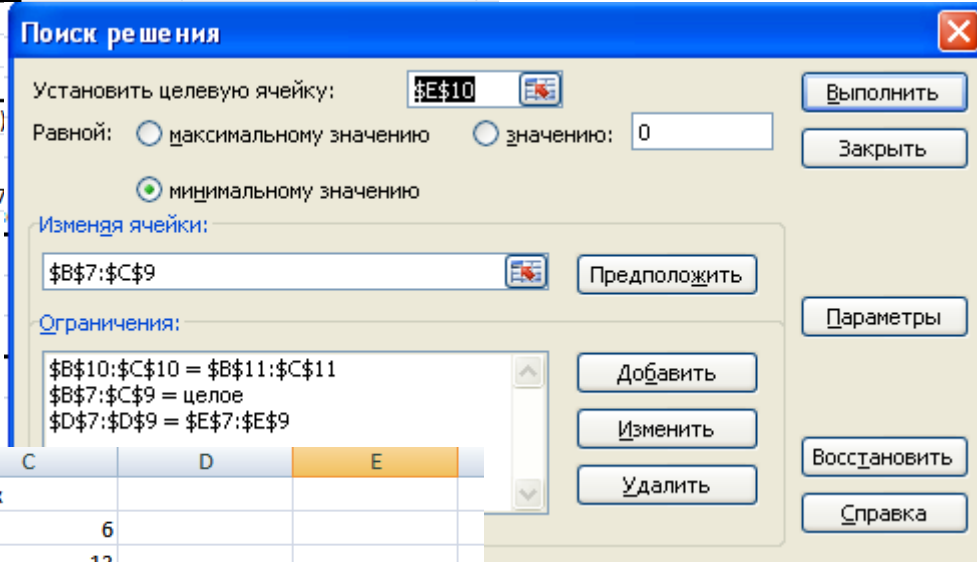 Поиск решения
Установить целевую ячейку: $E$10
Выполнить
Равной: максимальному значению значению: 0
Закрыть
минимальному значению
Изменяя ячейки:
$B$7:$C$9
Предположить
Ограничения:
Параметры
$B$10:$C$10 = $B$11:$C$11
Добавить
$B$7:$C$9 = целое
$D$7:$D$9 = $E$7:$E$9
Изменить
C D E
Восстановить
Удалить
6
Справка